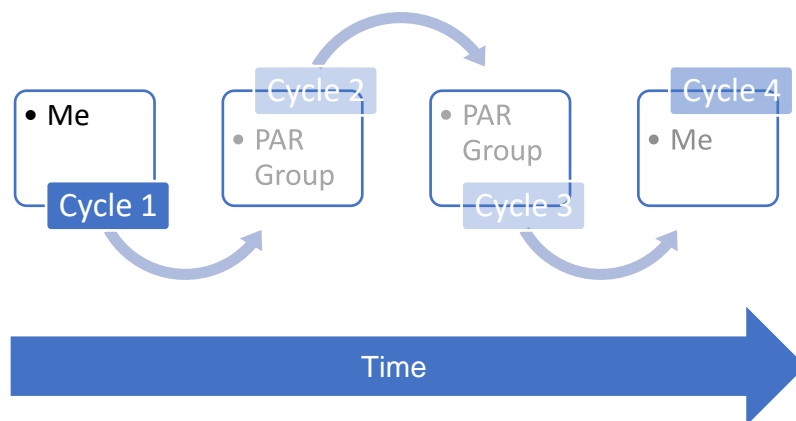 • Me
Cycle 1
Cycle 2
• PAR
Group
• PAR
Group
Cycle 3
Cycle 4
• Me
Time